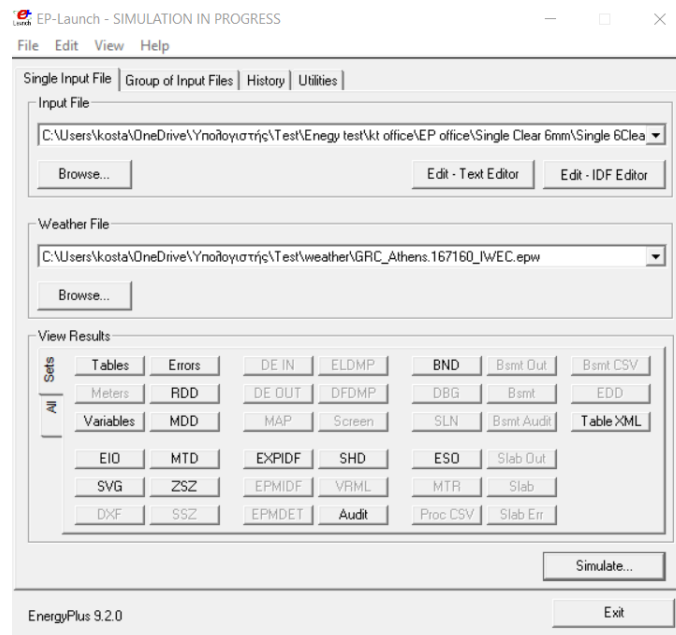 EP-Launch - SIMULATION IN PROGRESS
File Edit View Help
Single Input File Group of Input Files History Utilities
Input File
C:\Users\kosta\OneDrive\Υπολογιστής\Test\Enegy test\kt office\EP office\Single Clear 6mm\Single 6Clea
Browse... Edit - Text Editor Edit - IDF Editor
Weather File
C:\Users\kosta\OneDrive\Υπολογιστής\Test\weather\GRC_Athens.167160_IWEC.epw
Browse...
View Results
Sets
All
Tables Errors DE IN ELDMP BND Bsmt Out Bsmt CSV
Meters RDD DE OUT DFDMP DBG Bsmt EDD
Variables MDD MAP Screen SLN Bsmt Audit Table XML
EIO MTD EXPIDF SHD ESO Slab Out
SVG ZSZ EPMIDF VRML MTR Slab
DXF SSZ EPMDET Audit Proc CSV Slab Err
Simulate...
EnergyPlus 9.2.0 Exit